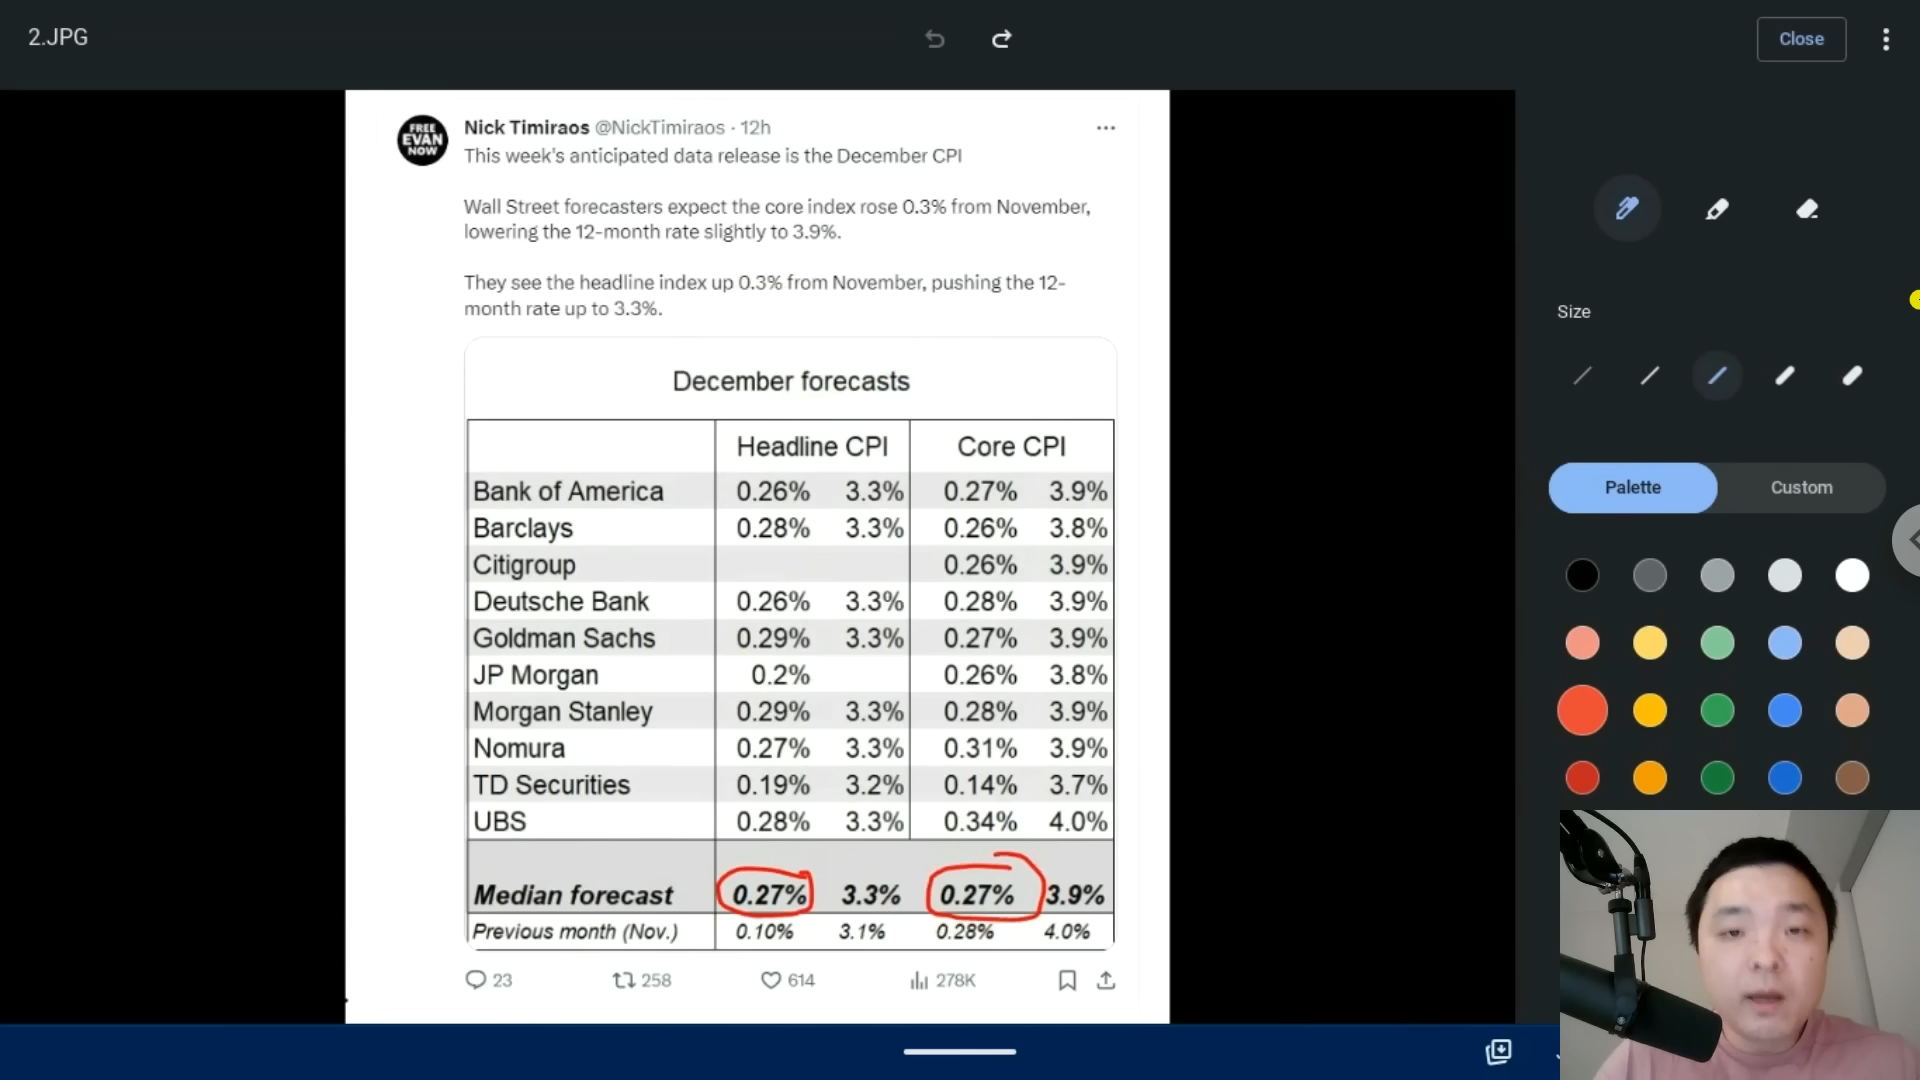 2.JPG
Close
FREE
EVAN
NOW
Nick Timiraos @NickTimiraos · 12h
This week's anticipated data release is the December CPI
Wall Street forecasters expect the core index rose 0.3% from November,
lowering the 12-month rate slightly to 3.9%.
They see the headline index up 0.3% from November, pushing the 12-
month rate up to 3.3%.
December forecasts
Headline CPI Core CPI
Bank of America 0.26% 3.3% 0.27% 3.9%
Barclays 0.28% 3.3% 0.26% 3.8%
Citigroup 0.26% 3.9%
Deutsche Bank 0.26% 3.3% 0.28% 3.9%
Goldman Sachs 0.29% 3.3% 0.27% 3.9%
JP Morgan 0.2% 0.26% 3.8%
Morgan Stanley 0.29% 3.3% 0.28% 3.9%
Nomura 0.27% 3.3% 0.31% 3.9%
TD Securities 0.19% 3.2% 0.14% 3.7%
UBS 0.28% 3.3% 0.34% 4.0%
Median forecast 0.27% 3.3% 0.27% 3.9%
Previous month (Nov.) 0.10% 3.1% 0.28% 4.0%
23 258 614 278K
Size
Palette Custom